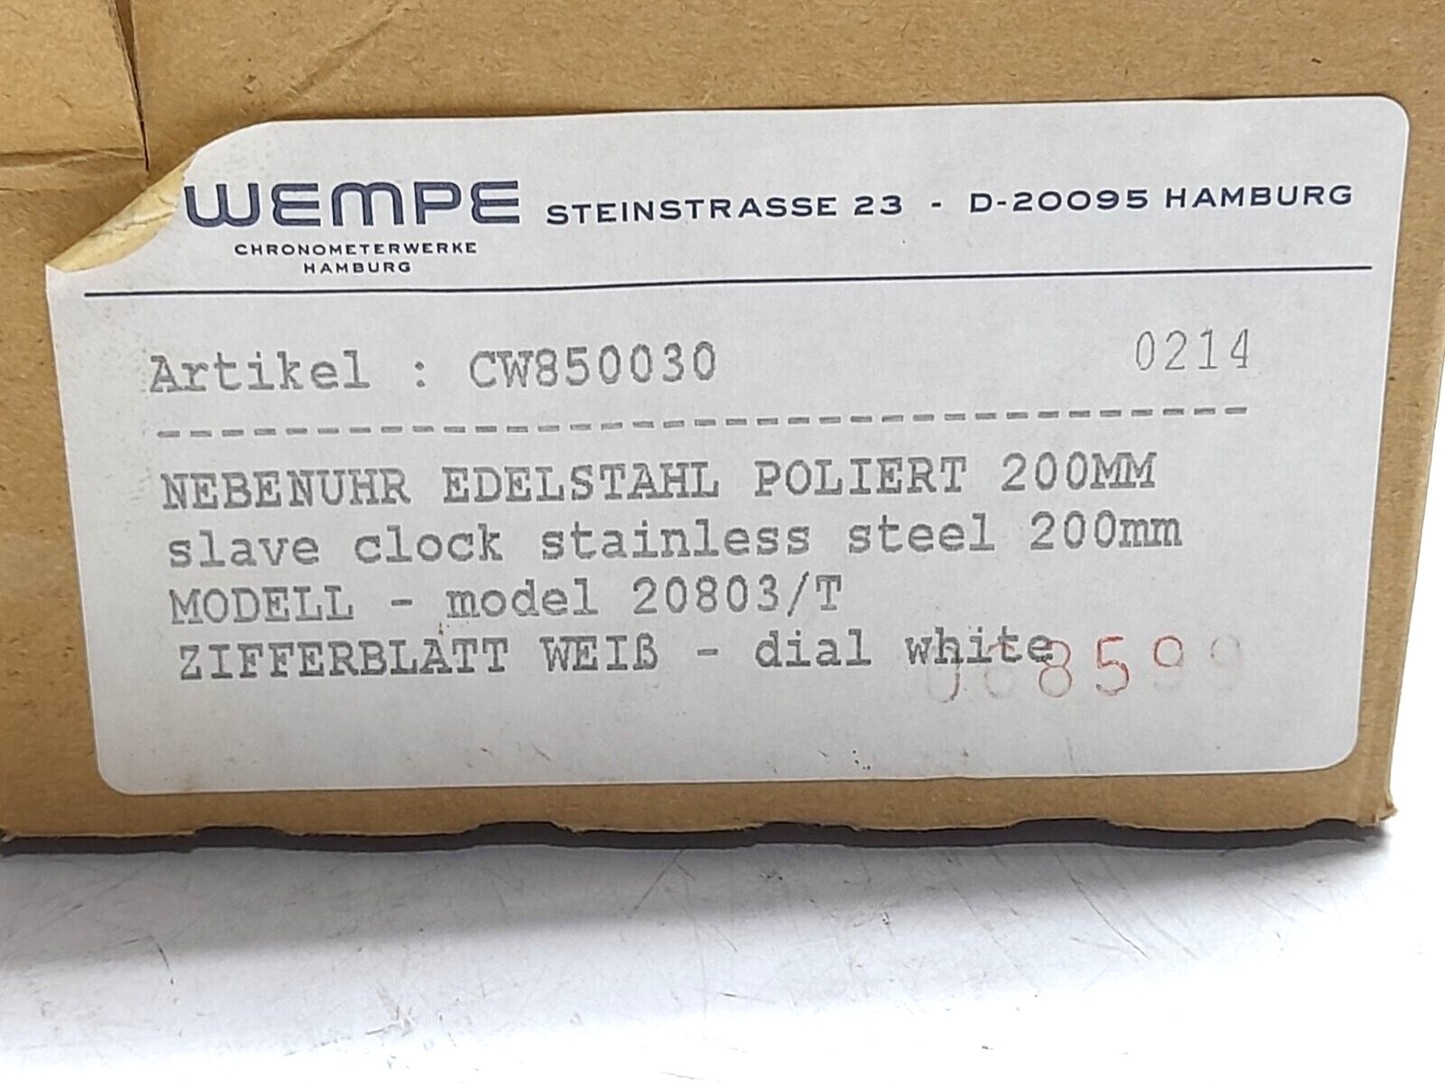 WEMPE STEINSTRASSE 23 - D-20095 HAMBURG
CHRONOMETERWERKE
HAMBURG
Artikel : CW850030 0214
----------------------------------
NEBENUHR EDELSTAHL POLIERT 200MM
slave clock stainless steel 200mm
MODELL - model 20803/T
ZIFFERBLATT WEIß - dial white